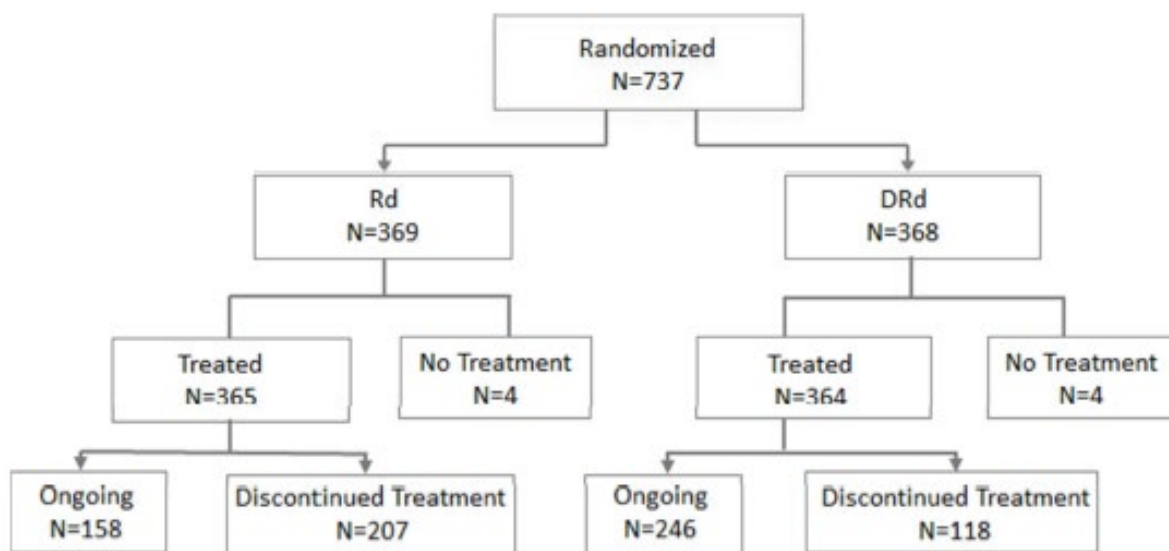 Randomized
N=737
Rd
N=369
DRd
N=368
Treated
N=365
No Treatment
N=4
Treated
N=364
No Treatment
N=4
Ongoing
N=158
Discontinued Treatment
N=207
Ongoing
N=246
Discontinued Treatment
N=118